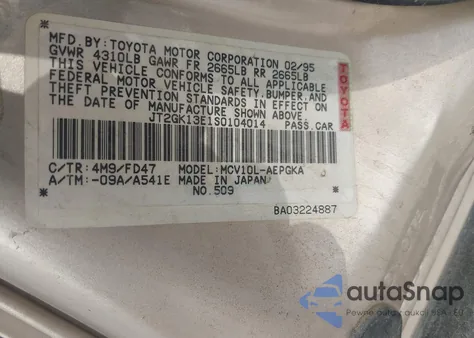 MFD.BY:TOYOTA MOTOR CORPORATION 02/95
GVWR 4310LB GAWR FR 2665LB RR 2665LB
THIS VEHICLE CONFORMS TO ALL APPLICABLE
FEDERAL MOTOR VEHICLE SAFETY,BUMPER,AND
THEFT PREVENTION STANDARDS IN EFFECT ON
THE DATE OF MANUFACTURE SHOWN ABOVE.
JT2GK13E1S0104014 PASS.CAR
TOYOTA
C/TR: 4M9/FD47 MODEL:MCV10L-AEPGKA
A/TM: -09A/A541E MADE IN JAPAN
NO.509
BA03224887
autoSnap
Pewne auto z aukcji